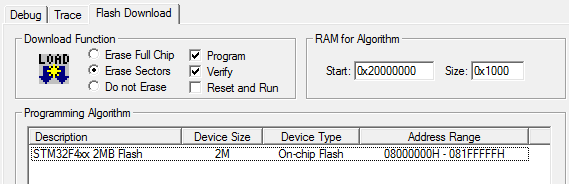 Debug Trace Flash Download
Download Function
LOAD
Erase Full Chip
Erase Sectors
Do not Erase
Program
Verify
Reset and Run
RAM for Algorithm
Start: 0x20000000 Size: 0x1000
Programming Algorithm
Description Device Size Device Type Address Range
STM32F4xx 2MB Flash 2M On-chip Flash 08000000H - 081FFFFFH